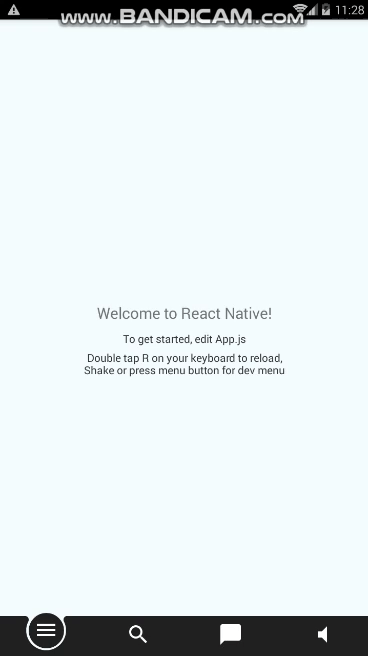 www.BANDICAM.com
11:28
Welcome to React Native!
To get started, edit App.js
Double tap R on your keyboard to reload,
Shake or press menu button for dev menu